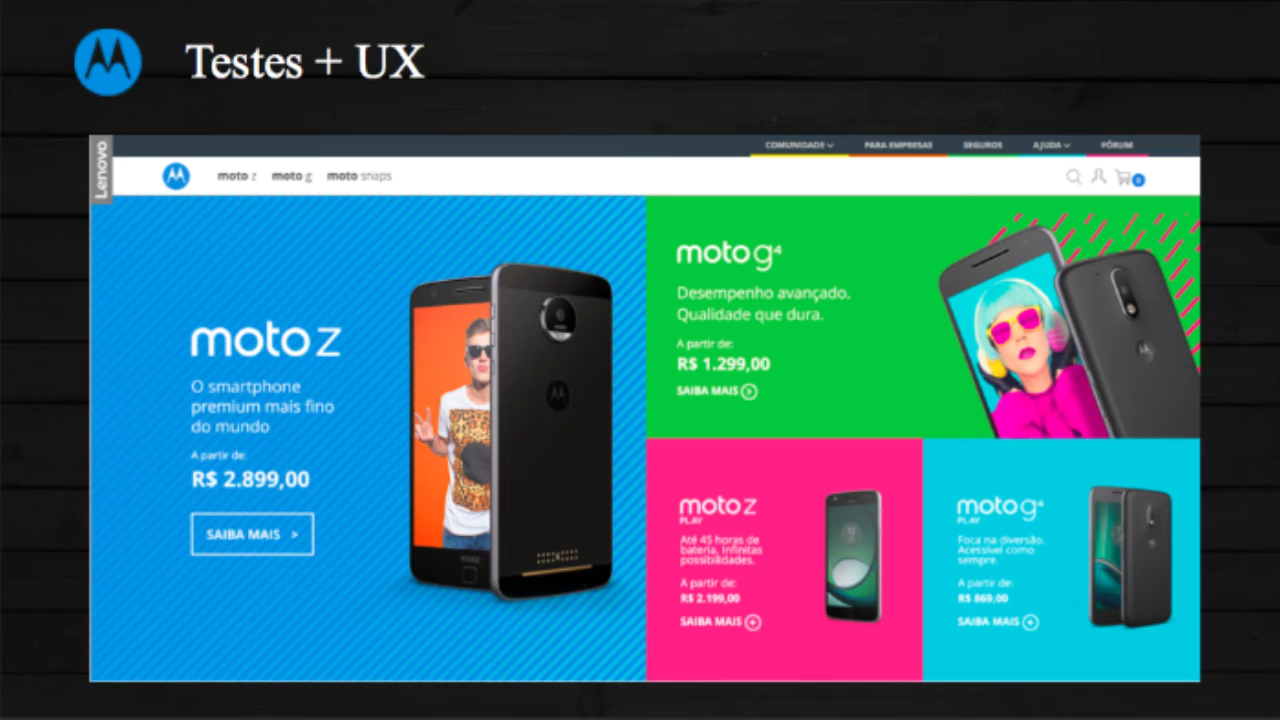 Testes + UX
Lenovo
COMUNIDADE
PARA EMPRESAS
SEGUROS
AJUDA
FÓRUM
moto z
moto g
moto snaps
0
moto z
O smartphone
premium mais fino
do mundo
A partir de:
R$ 2.899,00
SAIBA MAIS >
moto g4
Desempenho avançado.
Qualidade que dura.
A partir de:
R$ 1.299,00
SAIBA MAIS
moto z
PLAY
Até 45 horas de
bateria. Infinitas
possibilidades.
A partir de:
R$ 2.199,00
SAIBA MAIS
moto g4
PLAY
Foca na diversão.
Acessível como
sempre.
A partir de:
R$ 869,00
SAIBA MAIS